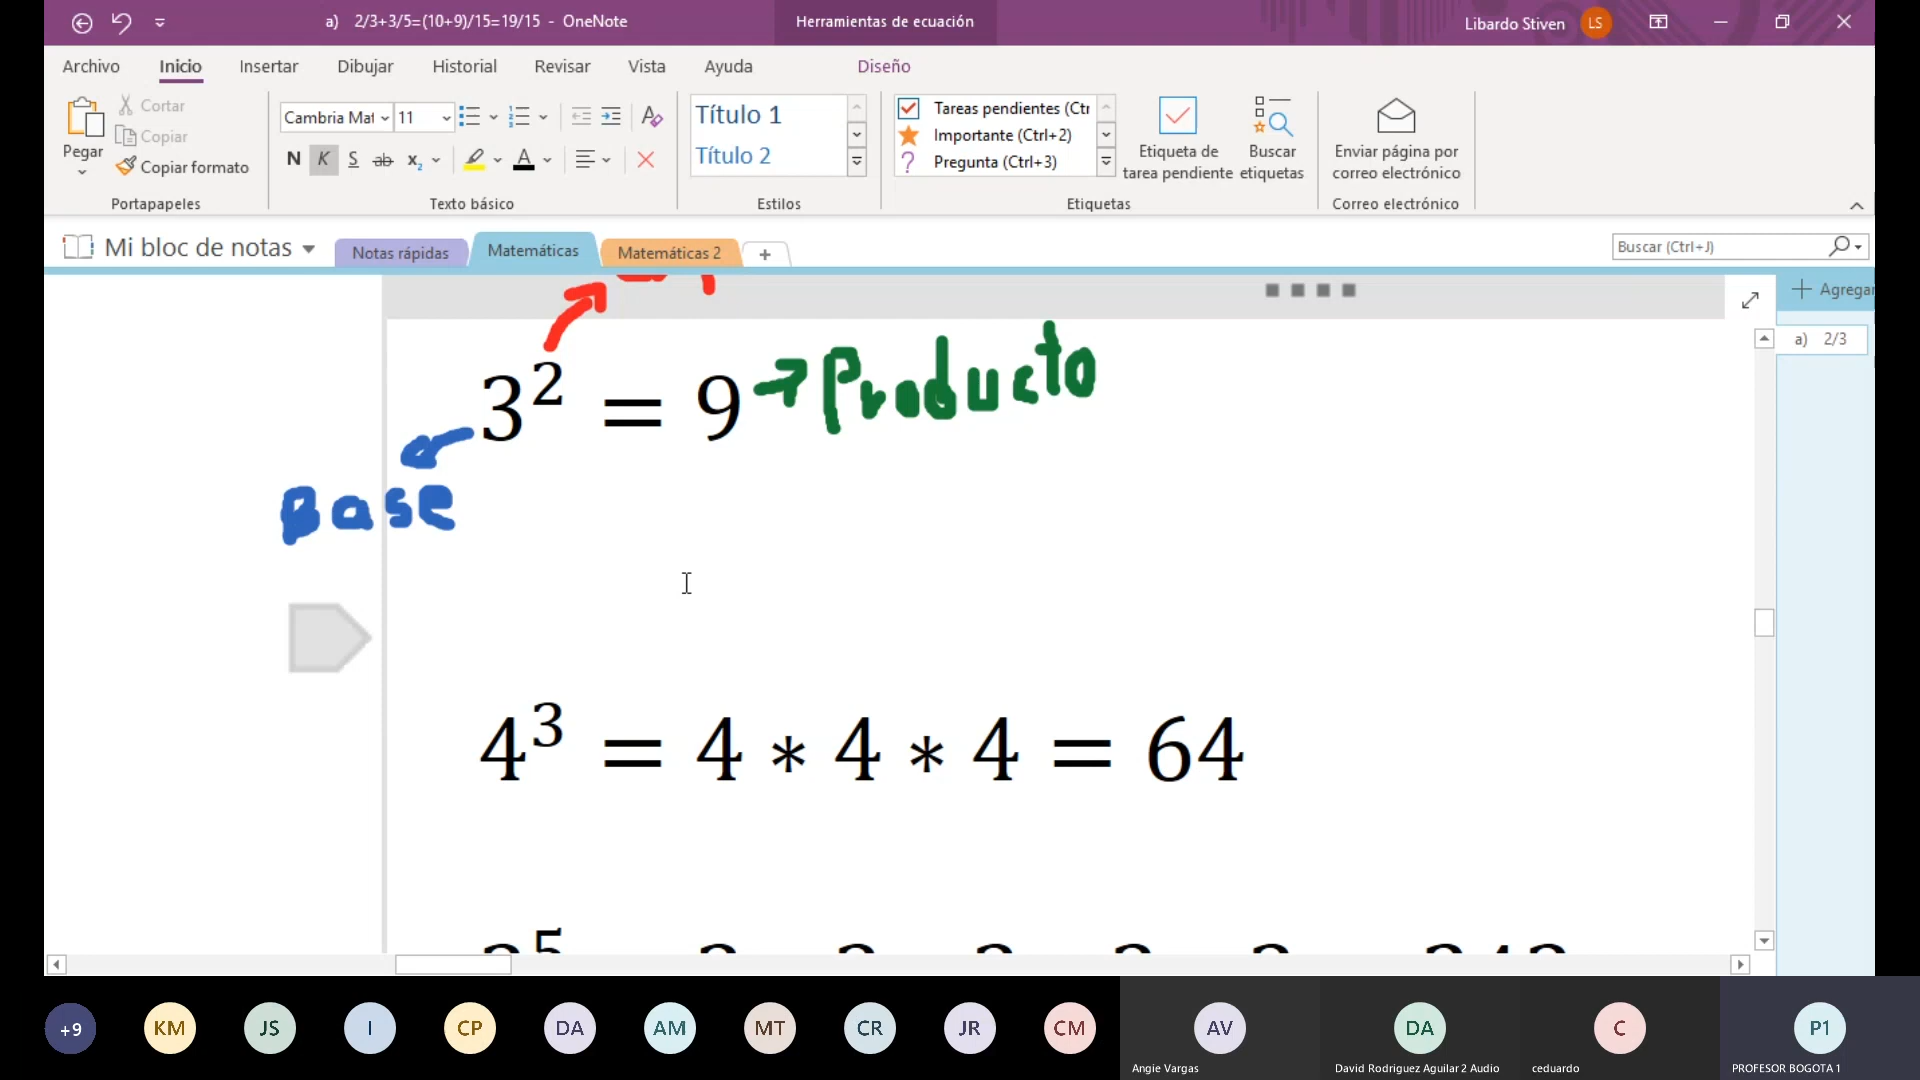 a) 2/3+3/5=(10+9)/15=19/15 - OneNote
Herramientas de ecuación
Libardo Stiven LS
Archivo Inicio Insertar Dibujar Historial Revisar Vista Ayuda Diseño
Pegar
Cortar
Copiar
Copiar formato
Portapapeles
Cambria Mat 11
N K S ab x₂ A
Texto básico
Título 1
Título 2
Estilos
Tareas pendientes (Ctr
Importante (Ctrl+2)
Pregunta (Ctrl+3)
Etiqueta de
tarea pendiente
Buscar
etiquetas
Etiquetas
Enviar página por
correo electrónico
Correo electrónico
Mi bloc de notas
Notas rápidas Matemáticas Matemáticas 2 +
Buscar (Ctrl+J)
Agregar
a) 2/3
3² = 9 → Producto
Base
4³ = 4 * 4 * 4 = 64
+9 KM JS I CP DA AM MT CR JR CM AV DA C P1
Angie Vargas
David Rodriguez Aguilar 2 Audio
ceduardo
PROFESOR BOGOTA 1